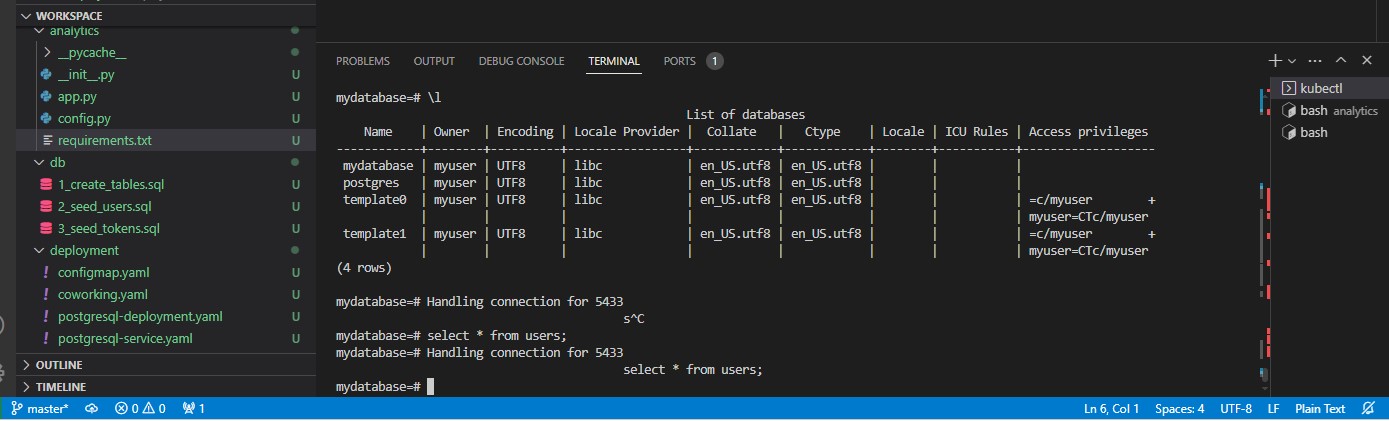 WORKSPACE
analytics
__pycache__
__init__.py U
app.py U
config.py U
requirements.txt U
db
1_create_tables.sql U
2_seed_users.sql U
3_seed_tokens.sql U
deployment
! configmap.yaml U
! coworking.yaml U
! postgresql-deployment.yaml U
! postgresql-service.yaml U
OUTLINE
TIMELINE
PROBLEMS OUTPUT DEBUG CONSOLE TERMINAL PORTS 1
mydatabase=# \l
List of databases
Name | Owner | Encoding | Locale Provider | Collate | Ctype | Locale | ICU Rules | Access privileges
------------+--------+----------+-----------------+------------+------------+--------+-----------+-------------------
mydatabase | myuser | UTF8 | libc | en_US.utf8 | en_US.utf8 | | |
postgres | myuser | UTF8 | libc | en_US.utf8 | en_US.utf8 | | |
template0 | myuser | UTF8 | libc | en_US.utf8 | en_US.utf8 | | | =c/myuser +
| | | | | | | | myuser=CTc/myuser
template1 | myuser | UTF8 | libc | en_US.utf8 | en_US.utf8 | | | =c/myuser +
| | | | | | | | myuser=CTc/myuser
(4 rows)
mydatabase=# Handling connection for 5433
s^C
mydatabase=# select * from users;
mydatabase=# Handling connection for 5433
select * from users;
mydatabase=#
kubectl
bash analytics
bash
master* 0 0 1 Ln 6, Col 1 Spaces: 4 UTF-8 LF Plain Text